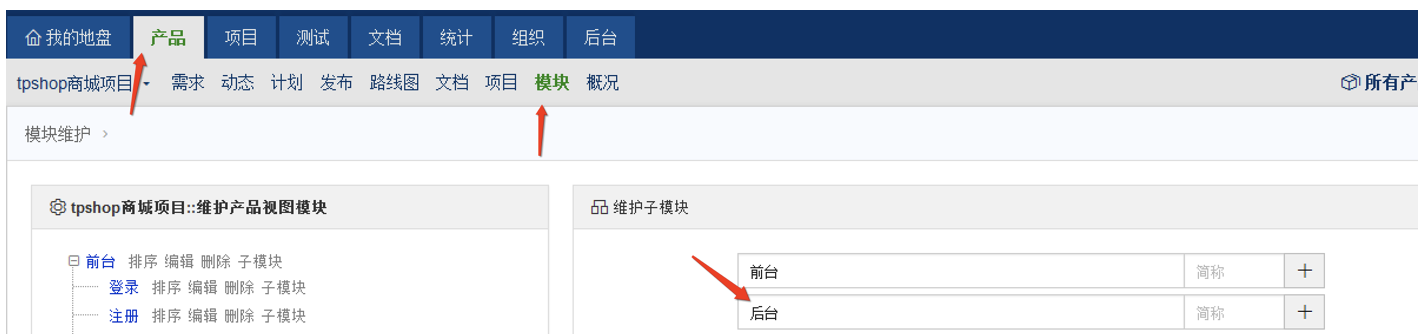 我的地盘 产品 项目 测试 文档 统计 组织 后台
tpshop商城项目 需求 动态 计划 发布 路线图 文档 项目 模块 概况 所有产
模块维护 ›
tpshop商城项目::维护产品视图模块
维护子模块
前台 排序 编辑 删除 子模块
登录 排序 编辑 删除 子模块
注册 排序 编辑 删除 子模块
前台 简称 +
后台 简称 +